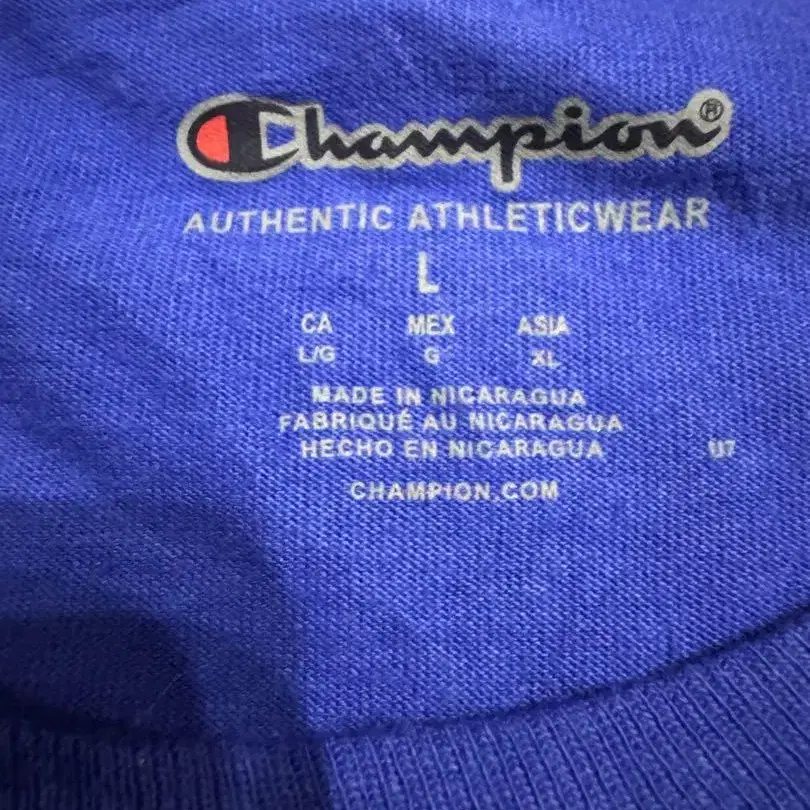 Champion®
AUTHENTIC ATHLETICWEAR
L
CA MEX ASIA
L/G G XL
MADE IN NICARAGUA
FABRIQUÉ AU NICARAGUA
HECHO EN NICARAGUA U7
CHAMPION.COM